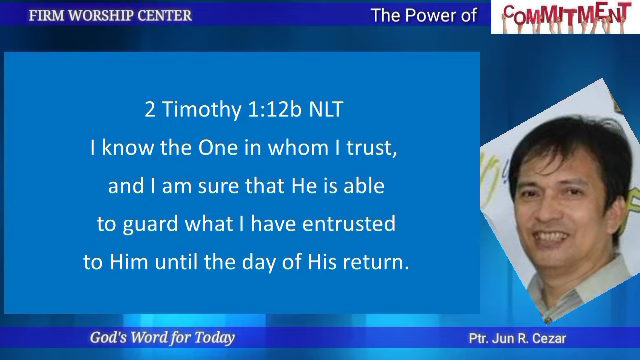 FIRM WORSHIP CENTER
The Power of
COMMITMENT
2 Timothy 1:12b NLT
I know the One in whom I trust,
and I am sure that He is able
to guard what I have entrusted
to Him until the day of His return.
God's Word for Today
Ptr. Jun R. Cezar